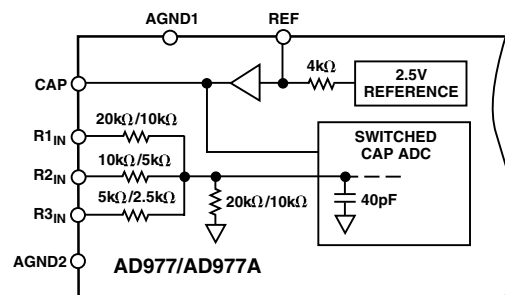 AGND1
REF
CAP
4kΩ
2.5V
REFERENCE
R1IN
20kΩ/10kΩ
SWITCHED
CAP ADC
R2IN
10kΩ/5kΩ
R3IN
5kΩ/2.5kΩ
20kΩ/10kΩ
40pF
AGND2
AD977/AD977A